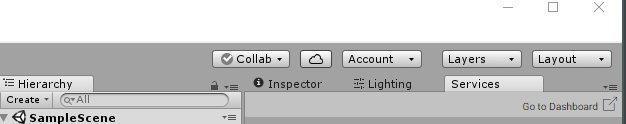 Collab Account Layers Layout
Hierarchy Inspector Lighting Services
Create All Go to Dashboard
SampleScene